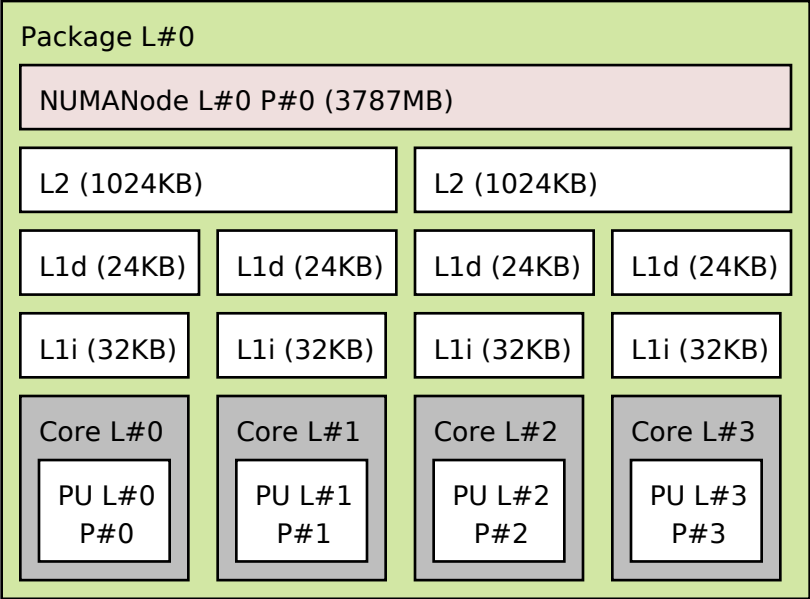 Package L#0
NUMANode L#0 P#0 (3787MB)
L2 (1024KB) L2 (1024KB)
L1d (24KB) L1d (24KB) L1d (24KB) L1d (24KB)
L1i (32KB) L1i (32KB) L1i (32KB) L1i (32KB)
Core L#0 Core L#1 Core L#2 Core L#3
PU L#0 PU L#1 PU L#2 PU L#3
P#0 P#1 P#2 P#3